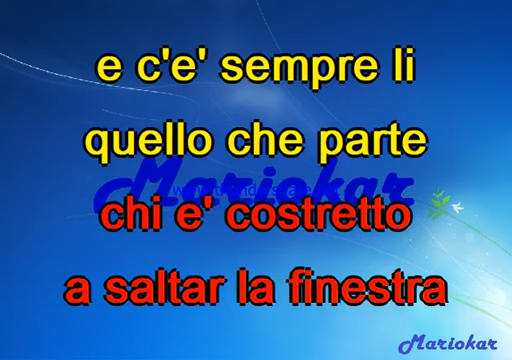 e c'e' sempre li
quello che parte
Mariokar
chi e' costretto
a saltar la finestra
Mariokar